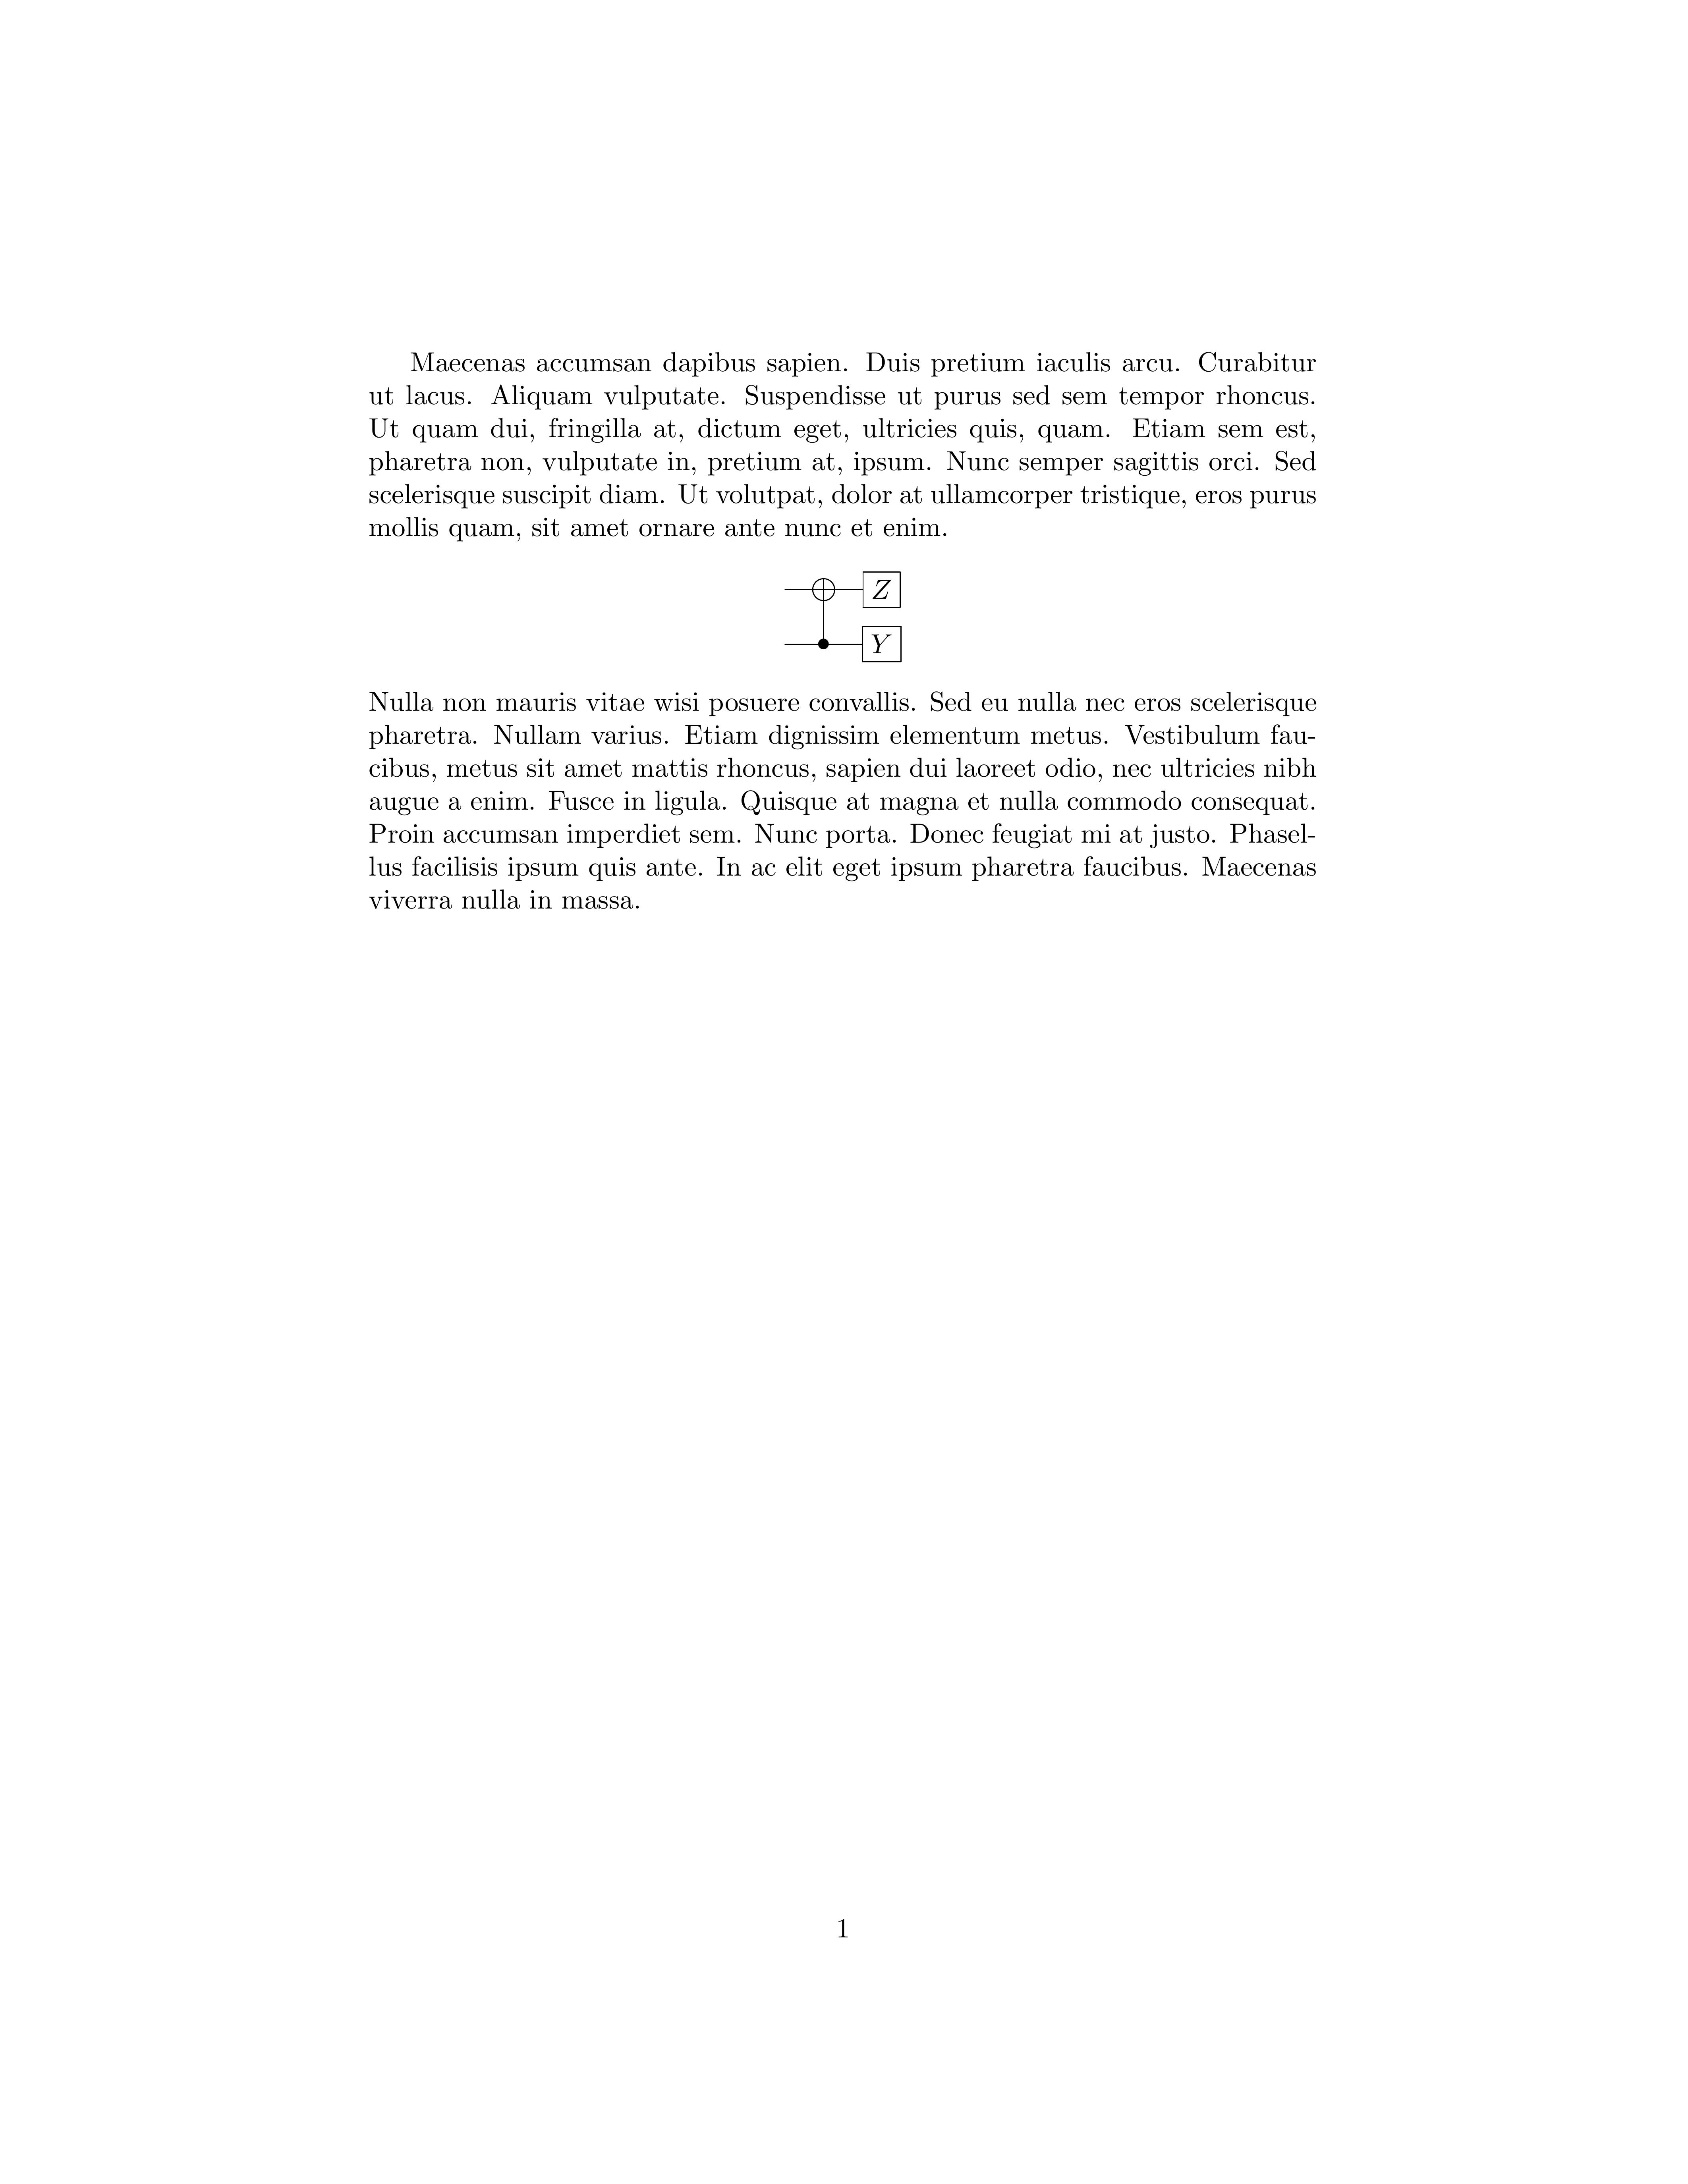 Maecenas accumsan dapibus sapien. Duis pretium iaculis arcu. Curabitur
ut lacus. Aliquam vulputate. Suspendisse ut purus sed sem tempor rhoncus.
Ut quam dui, fringilla at, dictum eget, ultricies quis, quam. Etiam sem est,
pharetra non, vulputate in, pretium at, ipsum. Nunc semper sagittis orci. Sed
scelerisque suscipit diam. Ut volutpat, dolor at ullamcorper tristique, eros purus
mollis quam, sit amet ornare ante nunc et enim.
Z
Y
Nulla non mauris vitae wisi posuere convallis. Sed eu nulla nec eros scelerisque
pharetra. Nullam varius. Etiam dignissim elementum metus. Vestibulum fau-
cibus, metus sit amet mattis rhoncus, sapien dui laoreet odio, nec ultricies nibh
augue a enim. Fusce in ligula. Quisque at magna et nulla commodo consequat.
Proin accumsan imperdiet sem. Nunc porta. Donec feugiat mi at justo. Phasel-
lus facilisis ipsum quis ante. In ac elit eget ipsum pharetra faucibus. Maecenas
viverra nulla in massa.
1